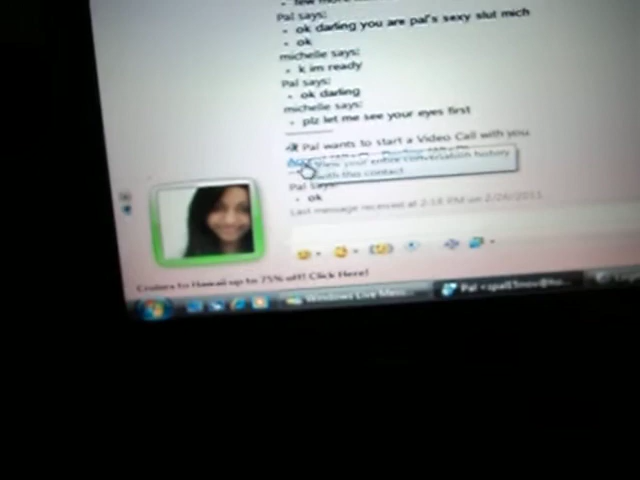 Pal says:
• ok darling you are pal's sexy slut mich
• ok
michelle says:
• k im ready
Pal says:
• ok darling
michelle says:
• plz let me see your eyes first
Pal wants to start a Video Call with you
View your entire conversation history
with this contact
Pal says
• ok
Last message received at 2:14 PM on 2/26/2011
Cruises to Hawaii up to 75% off! Click Here!
Windows Live Mess...
Pal